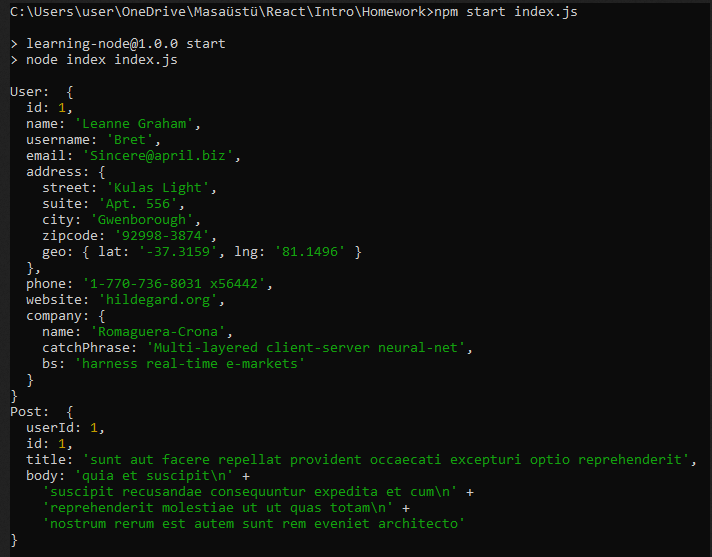 C:\Users\user\OneDrive\Masaüstü\React\Intro\Homework>npm start index.js
> learning-node@1.0.0 start
> node index index.js
User:  {
  id: 1,
  name: 'Leanne Graham',
  username: 'Bret',
  email: 'Sincere@april.biz',
  address: {
    street: 'Kulas Light',
    suite: 'Apt. 556',
    city: 'Gwenborough',
    zipcode: '92998-3874',
    geo: { lat: '-37.3159', lng: '81.1496' }
  },
  phone: '1-770-736-8031 x56442',
  website: 'hildegard.org',
  company: {
    name: 'Romaguera-Crona',
    catchPhrase: 'Multi-layered client-server neural-net',
    bs: 'harness real-time e-markets'
  }
}
Post:  {
  userId: 1,
  id: 1,
  title: 'sunt aut facere repellat provident occaecati excepturi optio reprehenderit',
  body: 'quia et suscipit\n' +
    'suscipit recusandae consequuntur expedita et cum\n' +
    'reprehenderit molestiae ut ut quas totam\n' +
    'nostrum rerum est autem sunt rem eveniet architecto'
}